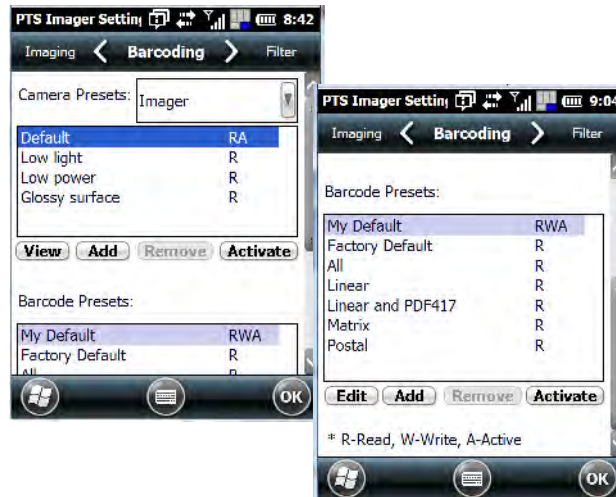 PTS Imager Settin 8:42
Imaging Barcoding Filter
Camera Presets: Imager
Default RA
Low light R
Low power R
Glossy surface R
View Add Remove Activate
Barcode Presets:
My Default RWA
Factory Default R
All R
OK
PTS Imager Settin 9:04
Imaging Barcoding Filter
Barcode Presets:
My Default RWA
Factory Default R
All R
Linear R
Linear and PDF417 R
Matrix R
Postal R
Edit Add Remove Activate
* R-Read, W-Write, A-Active
OK